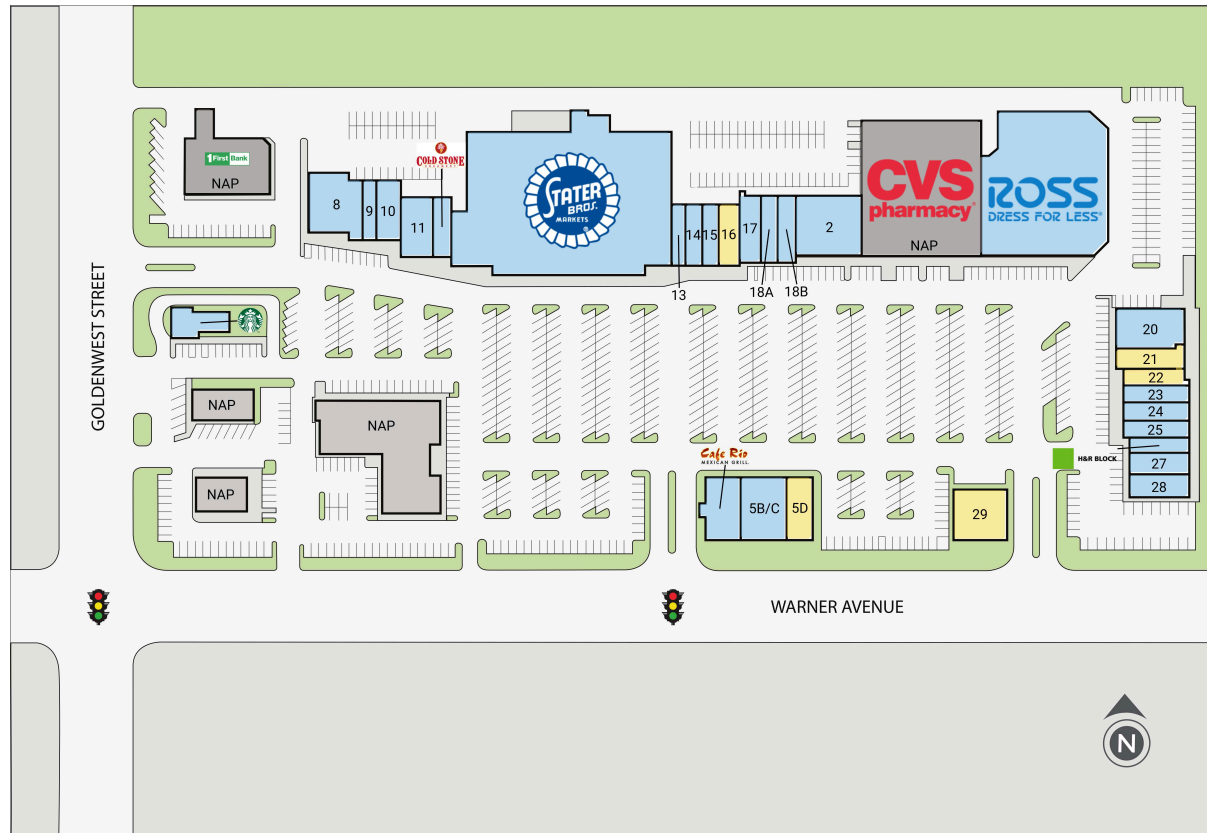 1FirstBank
NAP
COLD STONE
CREAMERY
8
9
10
11
STATER
BROS.
MARKETS
13
14
15
16
17
18A
18B
2
CVS
pharmacy
NAP
ROSS
DRESS FOR LESS
GOLDENWEST STREET
NAP
NAP
NAP
20
21
22
23
24
25
H&R BLOCK
27
28
Cafe Rio
MEXICAN GRILL.
5B/C
5D
29
WARNER AVENUE
N